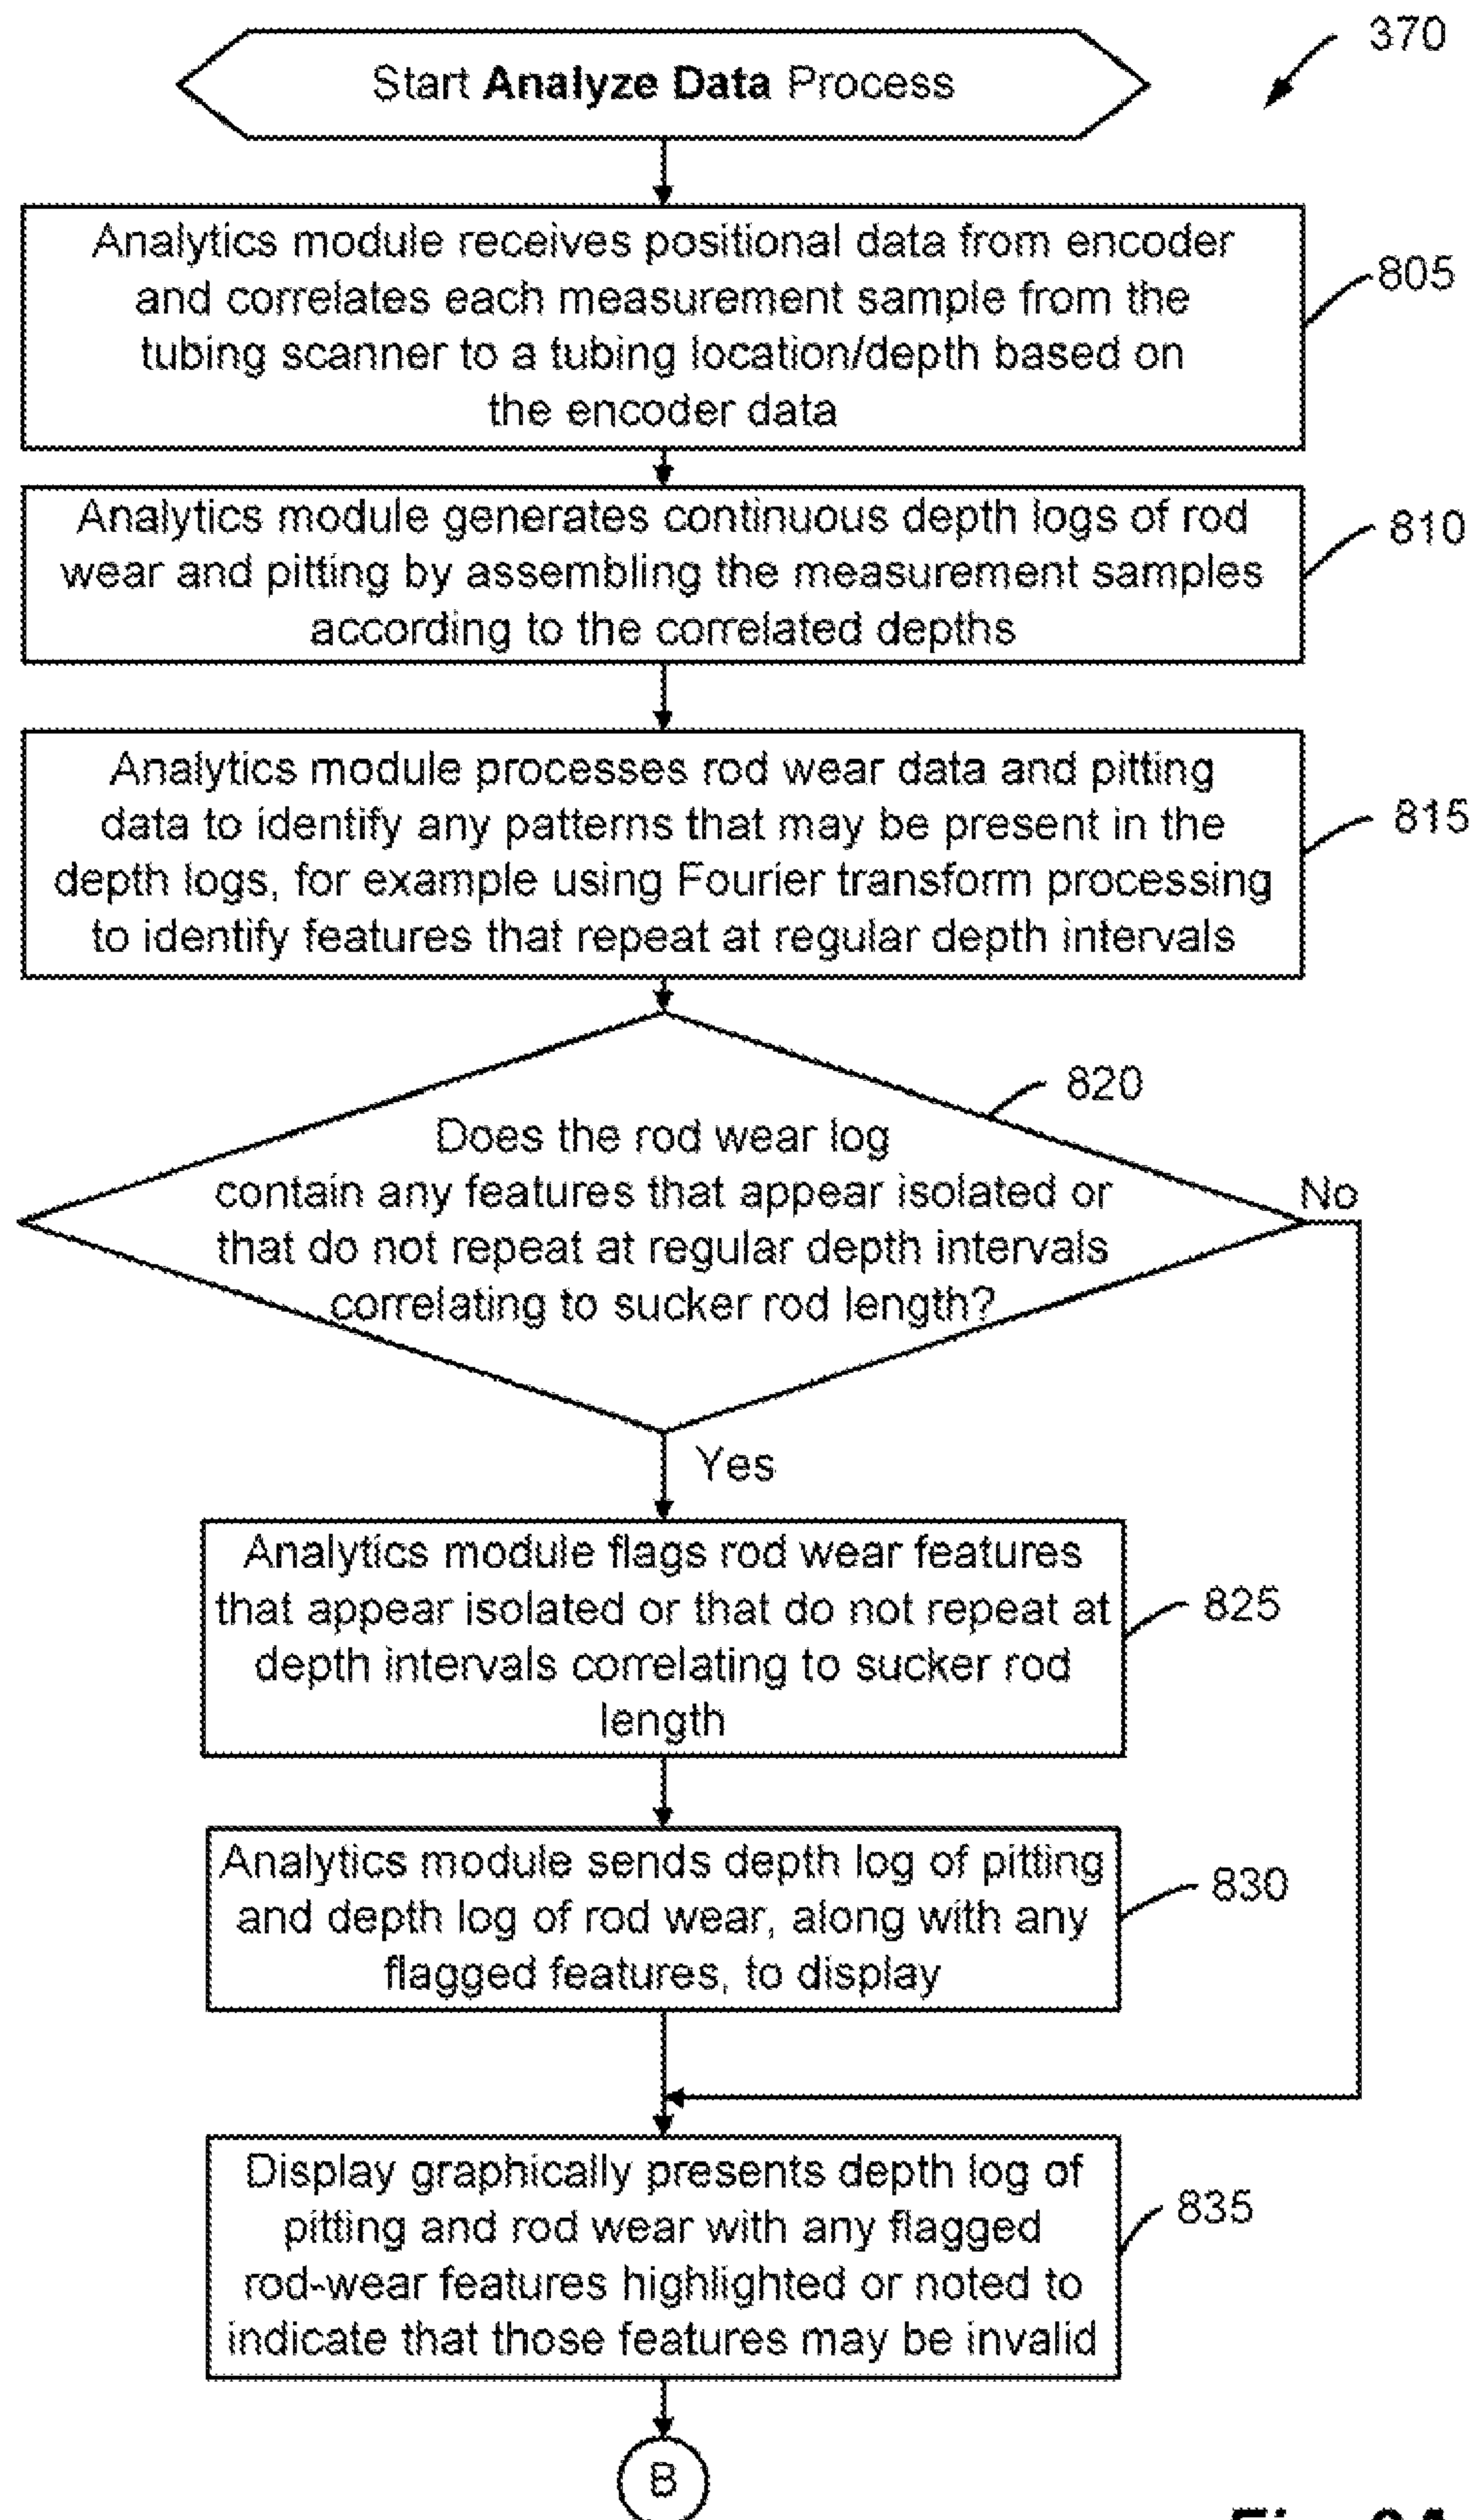 370
Start Analyze Data Process
Analytics module receives positional data from encoder
and correlates each measurement sample from the
tubing scanner to a tubing location/depth based on
the encoder data
805
Analytics module generates continuous depth logs of rod
wear and pitting by assembling the measurement samples
according to the correlated depths
810
Analytics module processes rod wear data and pitting
data to identify any patterns that may be present in the
depth logs, for example using Fourier transform processing
to identify features that repeat at regular depth intervals
815
820
Does the rod wear log
contain any features that appear isolated or
that do not repeat at regular depth intervals
correlating to sucker rod length?
No
Yes
Analytics module flags rod wear features
that appear isolated or that do not repeat at
depth intervals correlating to sucker rod
length
825
Analytics module sends depth log of pitting
and depth log of rod wear, along with any
flagged features, to display
830
Display graphically presents depth log of
pitting and rod wear with any flagged
rod-wear features highlighted or noted to
indicate that those features may be invalid
835
B